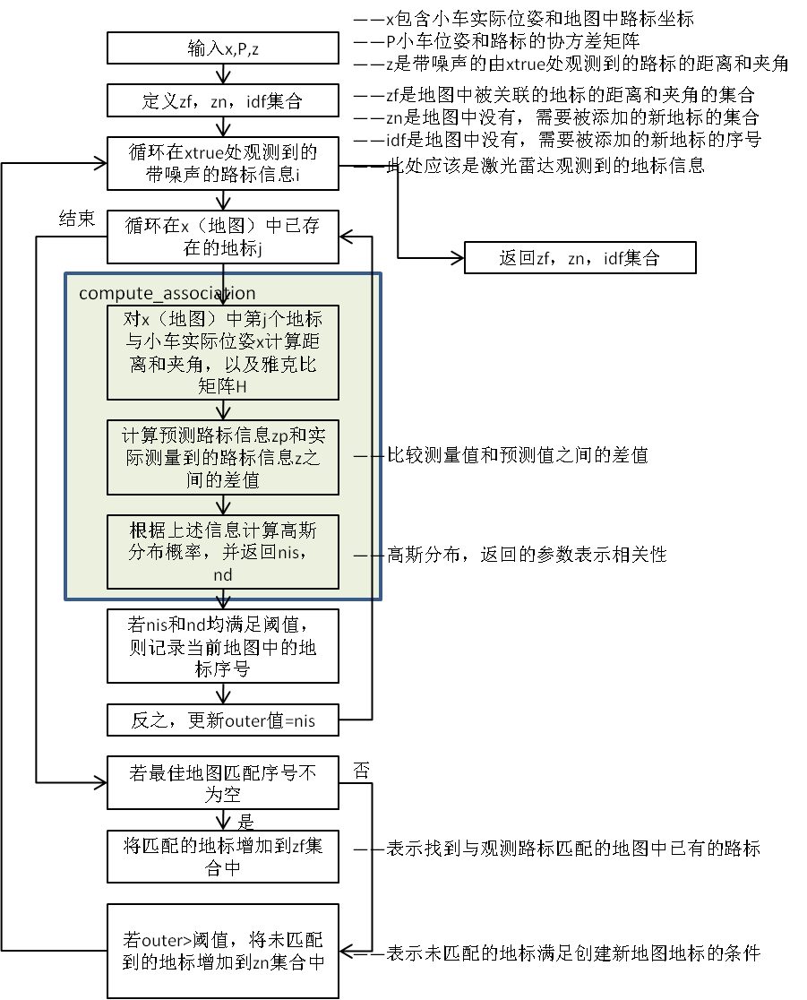 ——x包含小车实际位姿和地图中路标坐标
输入x,P,z
——P小车位姿和路标的协方差矩阵
——z是带噪声的由xtrue处观测到的路标的距离和夹角
定义zf，zn，idf集合
——zf是地图中被关联的地标的距离和夹角的集合
——zn是地图中没有，需要被添加的新地标的集合
——idf是地图中没有，需要被添加的新地标的序号
循环在xtrue处观测到的
带噪声的路标信息i
——此处应该是激光雷达观测到的地标信息
结束
循环在x（地图）中已存
在的地标j
返回zf，zn，idf集合
compute_association
对x（地图）中第j个地标
与小车实际位姿x计算距
离和夹角，以及雅克比
矩阵H
计算预测路标信息zp和实
际测量到的路标信息z之
间的差值
——比较测量值和预测值之间的差值
根据上述信息计算高斯
分布概率，并返回nis，
nd
——高斯分布，返回的参数表示相关性
若nis和nd均满足阈值，
则记录当前地图中的地
标序号
反之，更新outer值=nis
若最佳地图匹配序号不
为空
否
是
将匹配的地标增加到zf集
合中
——表示找到与观测路标匹配的地图中已有的路标
若outer>阈值，将未匹配
到的地标增加到zn集合中
——表示未匹配的地标满足创建新地图地标的条件